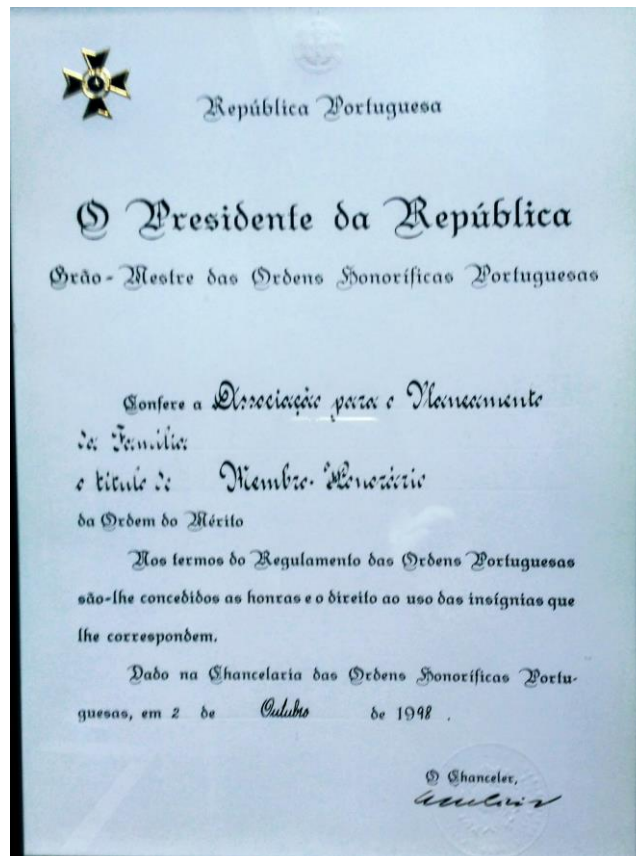 República Portuguesa
O Presidente da República
Grão-Mestre das Ordens Honoríficas Portuguesas
Confere a Associação para o Planeamento
da Família
o título de Membro-Honorário
da Ordem do Mérito
Nos termos do Regulamento das Ordens Portuguesas
são-lhe concedidos as honras e o direito ao uso das insígnias que
lhe correspondem.
Dado na Chancelaria das Ordens Honoríficas Portu-
guesas, em 2 de Outubro de 1998.
O Chanceler,